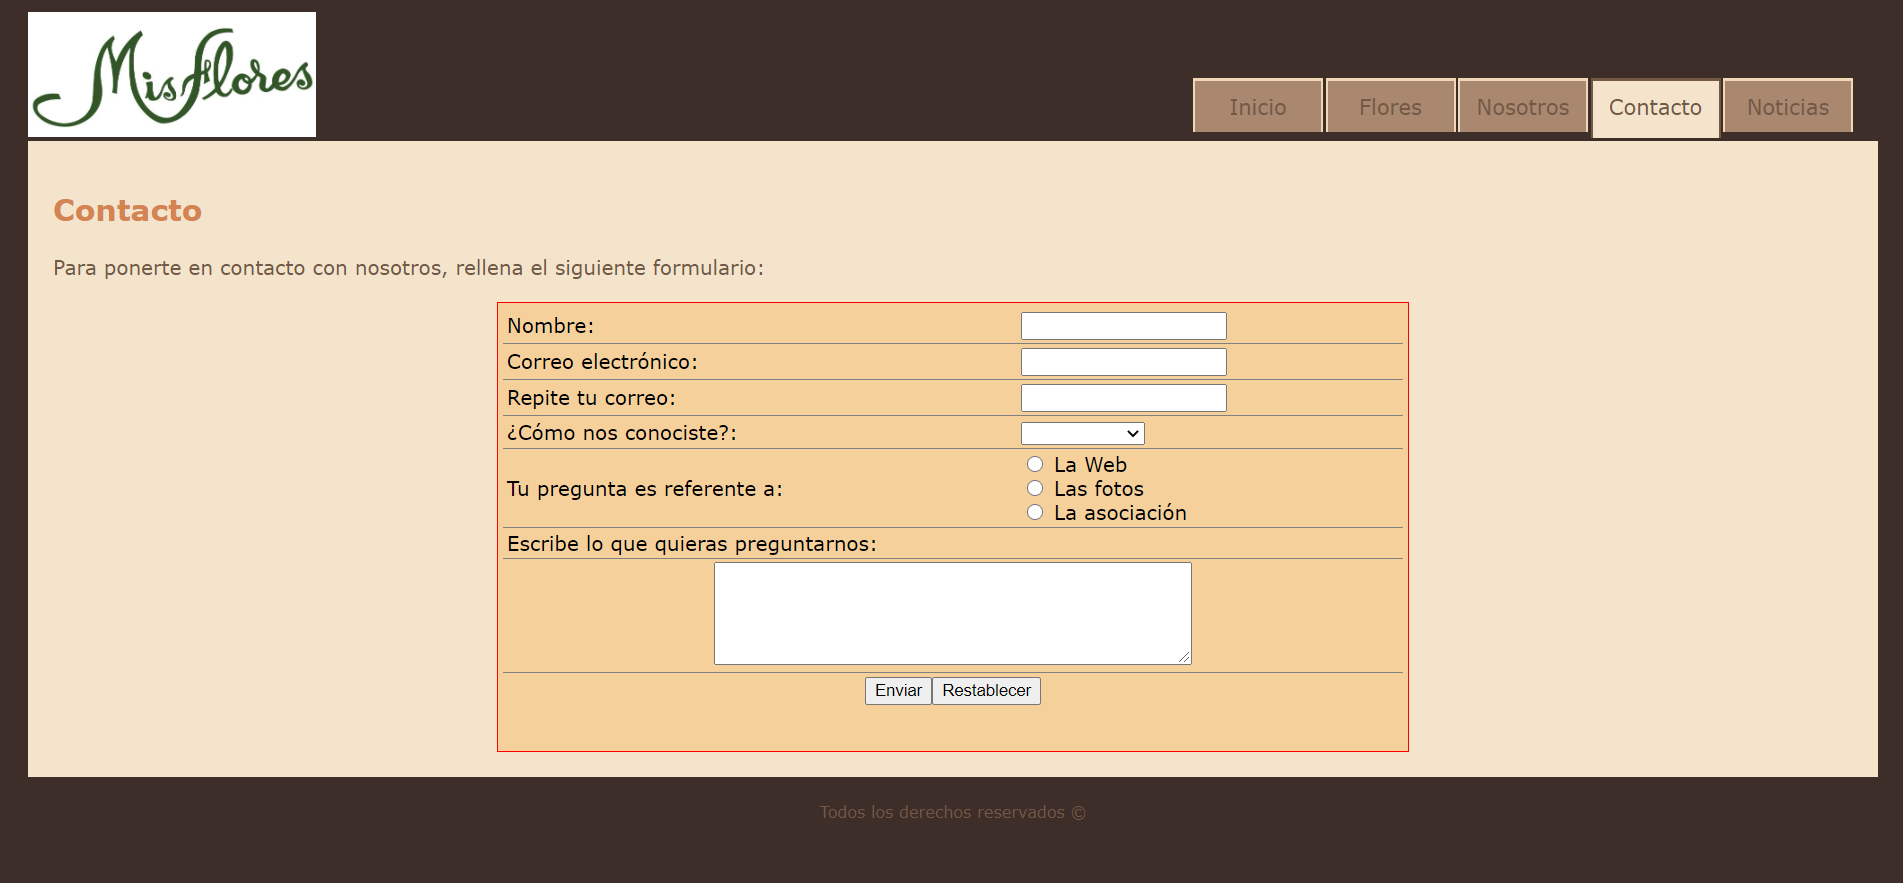 Mis Flores
Inicio
Flores
Nosotros
Contacto
Noticias
Contacto
Para ponerte en contacto con nosotros, rellena el siguiente formulario:
Nombre:
Correo electrónico:
Repite tu correo:
¿Cómo nos conociste?:
Tu pregunta es referente a:
La Web
Las fotos
La asociación
Escribe lo que quieras preguntarnos:
Enviar
Restablecer
Todos los derechos reservados ©